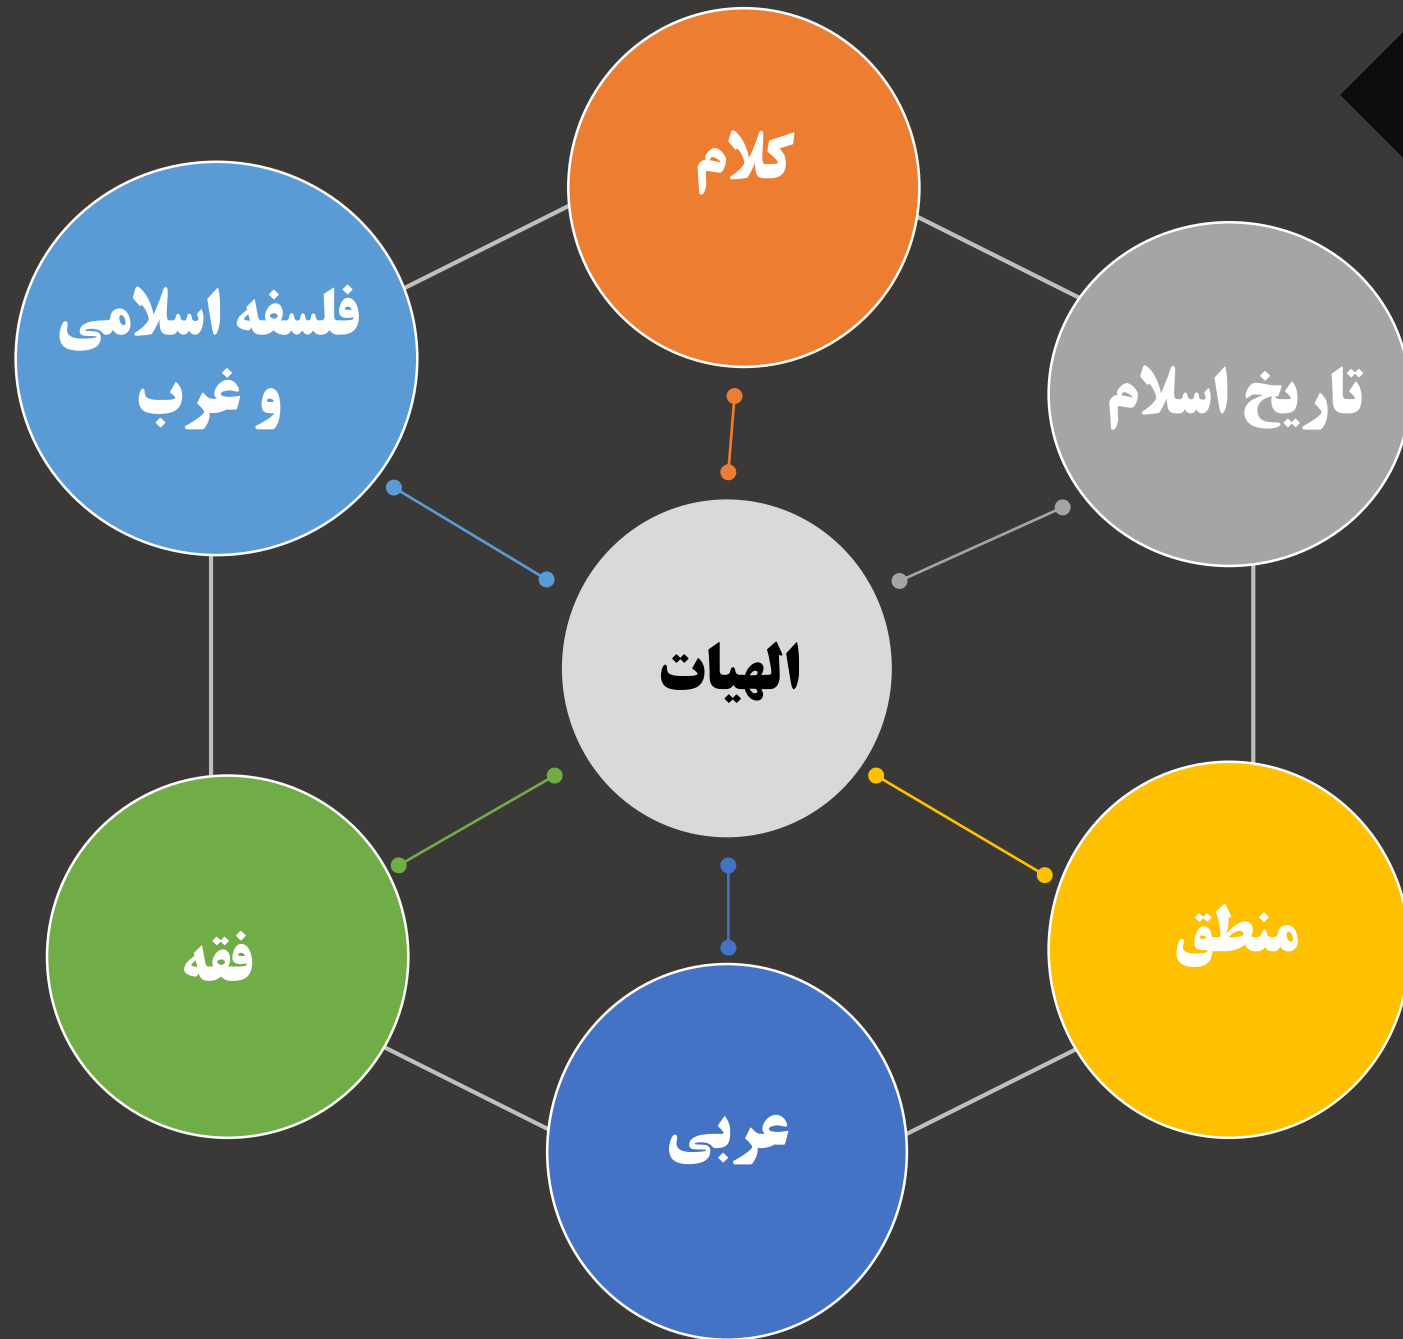 کلام
فلسفه اسلامی
و غرب
تاریخ اسلام
الهیات
منطق
فقه
عربی